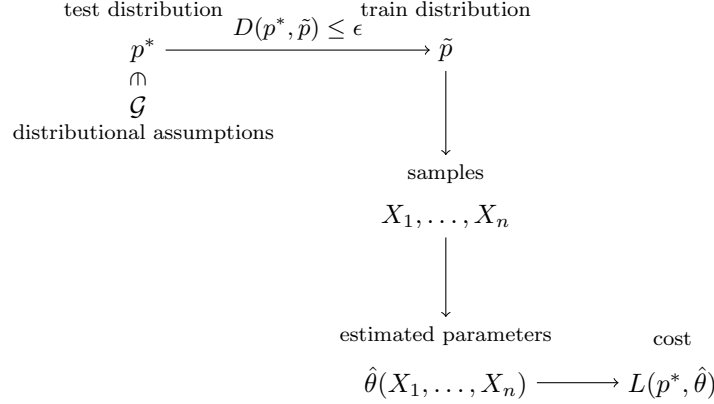 test distribution train distribution
p* D(p*, p̃) ≤ ϵ p̃
∈
𝒢
distributional assumptions
samples
X₁, . . . , Xₙ
estimated parameters cost
θ̂(X₁, . . . , Xₙ) L(p*, θ̂)